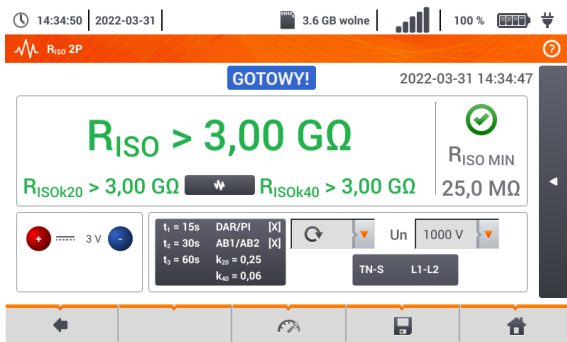 14:34:50 2022-03-31 3.6 GB wolne 100 %
RISO 2P ?
GOTOWY! 2022-03-31 14:34:47
RISO > 3,00 GΩ
RISO MIN
25,0 MΩ
RISOk20 > 3,00 GΩ RISOk40 > 3,00 GΩ
+ 3 V -
t₁ = 15s DAR/PI [X]
t₂ = 30s AB1/AB2 [X]
t₃ = 60s k₂₀ = 0,25
k₄₀ = 0,06
Un 1000 V
TN-S L1-L2